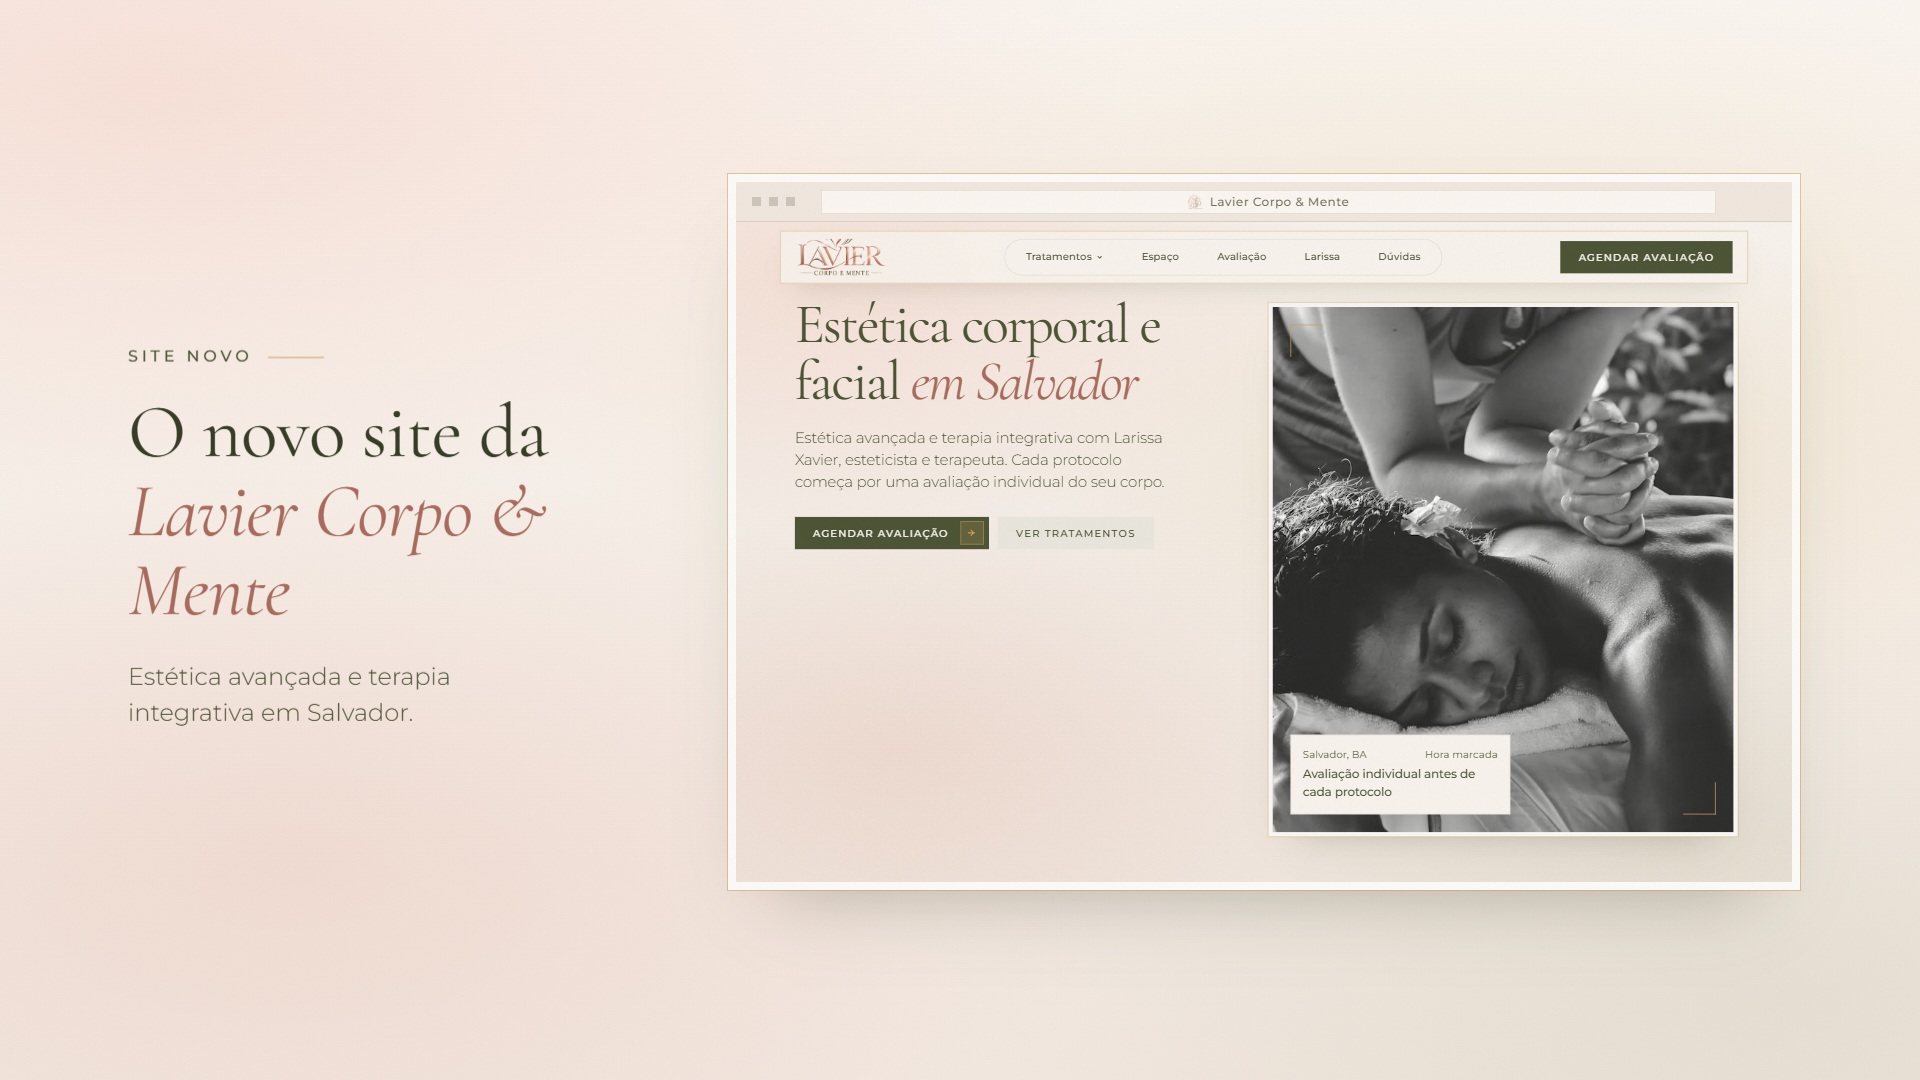 SITE NOVO
O novo site da
Lavier Corpo &
Mente
Estética avançada e terapia
integrativa em Salvador.
Lavier Corpo & Mente
LAVIER
CORPO E MENTE
Tratamentos
Espaço
Avaliação
Larissa
Dúvidas
AGENDAR AVALIAÇÃO
Estética corporal e
facial em Salvador
Estética avançada e terapia integrativa com Larissa
Xavier, esteticista e terapeuta. Cada protocolo
começa por uma avaliação individual do seu corpo.
AGENDAR AVALIAÇÃO
VER TRATAMENTOS
Salvador, BA
Hora marcada
Avaliação individual antes de
cada protocolo